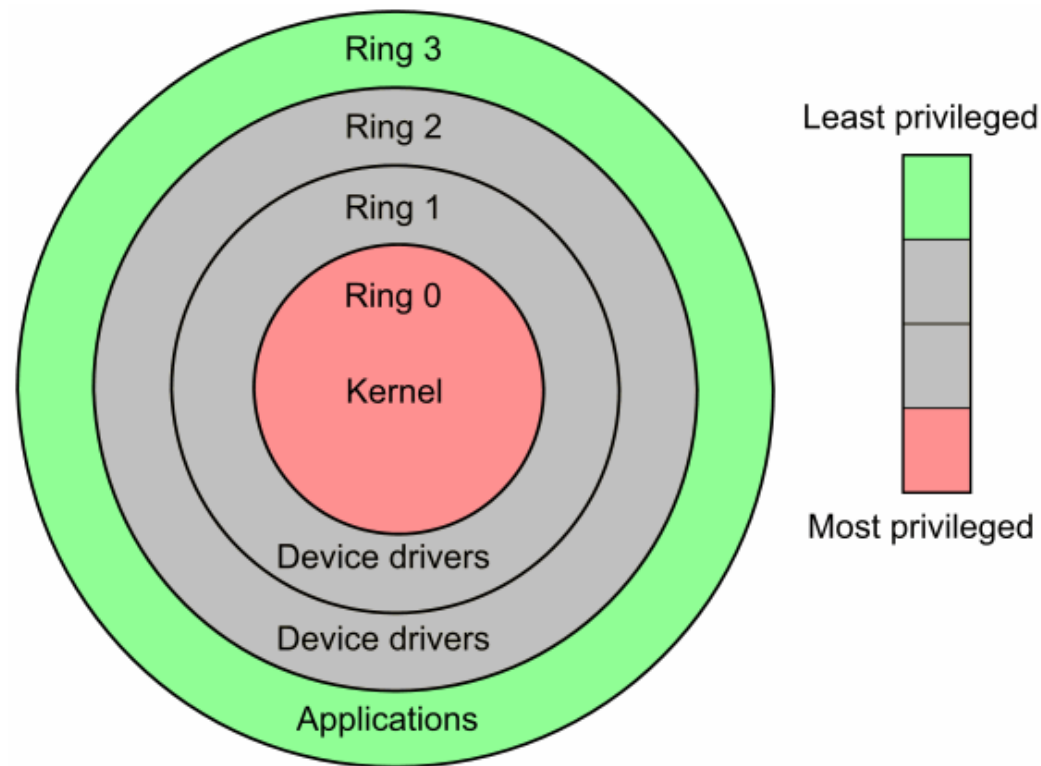 Ring 3
Ring 2
Ring 1
Ring 0
Kernel
Device drivers
Device drivers
Applications
Least privileged
Most privileged